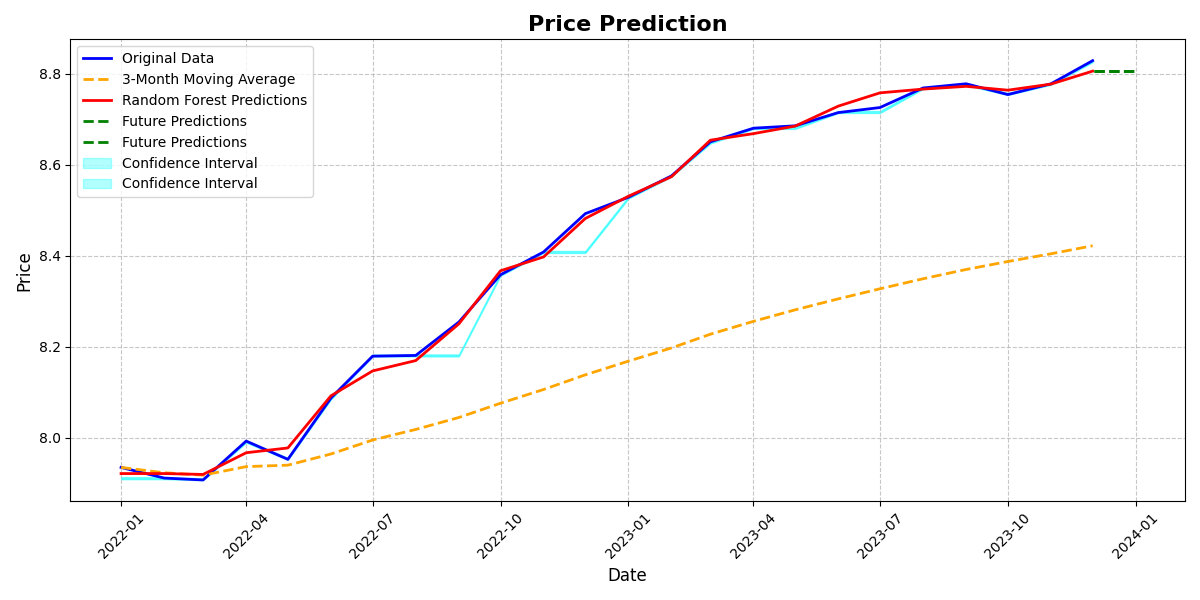 Price Prediction
Original Data
3-Month Moving Average
Random Forest Predictions
Future Predictions
Future Predictions
Confidence Interval
Confidence Interval
8.8
8.6
8.4
8.2
8.0
Price
2022-01
2022-04
2022-07
2022-10
2023-01
2023-04
2023-07
2023-10
2024-01
Date